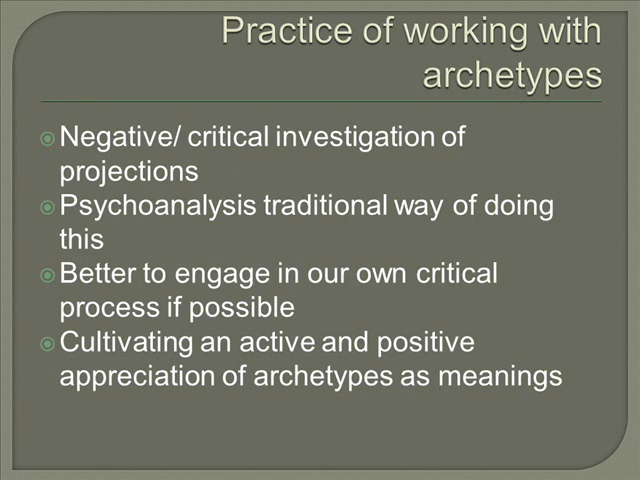 Practice of working with
archetypes
Negative/ critical investigation of
projections
Psychoanalysis traditional way of doing
this
Better to engage in our own critical
process if possible
Cultivating an active and positive
appreciation of archetypes as meanings